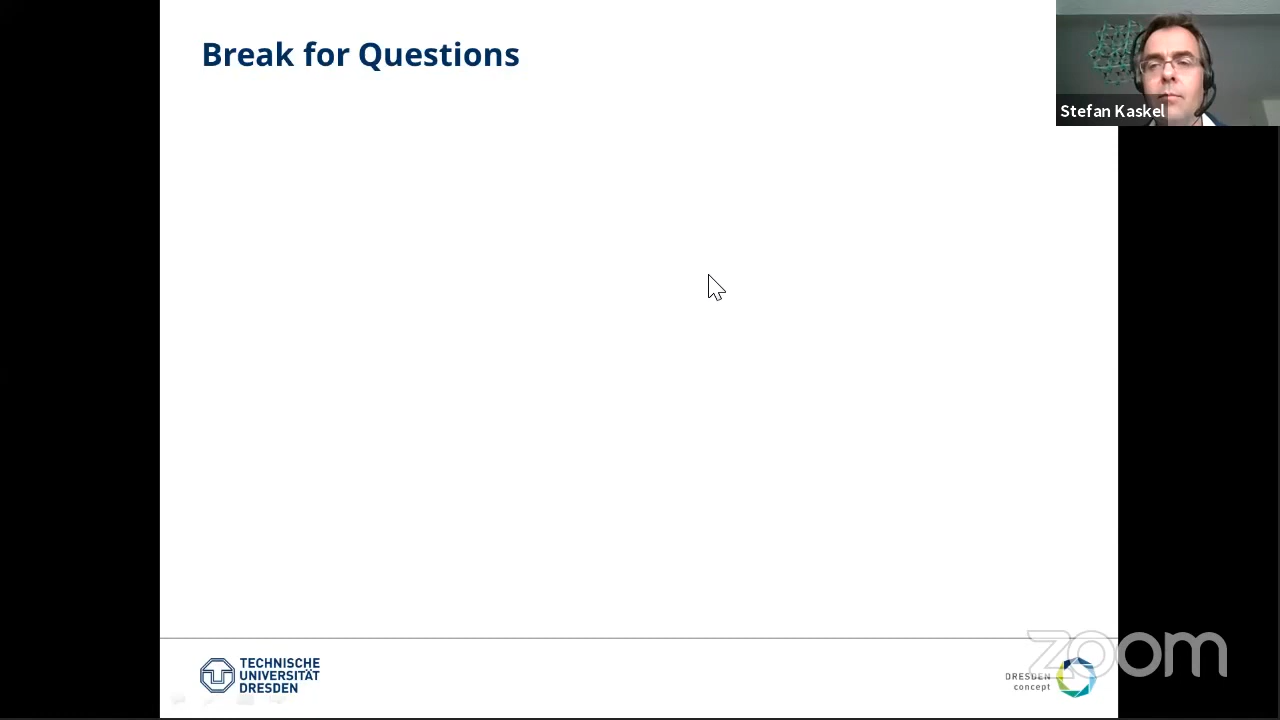 Break for Questions
Stefan Kaskel
TECHNISCHE
UNIVERSITÄT
DRESDEN
DRESDEN
concept
zoom